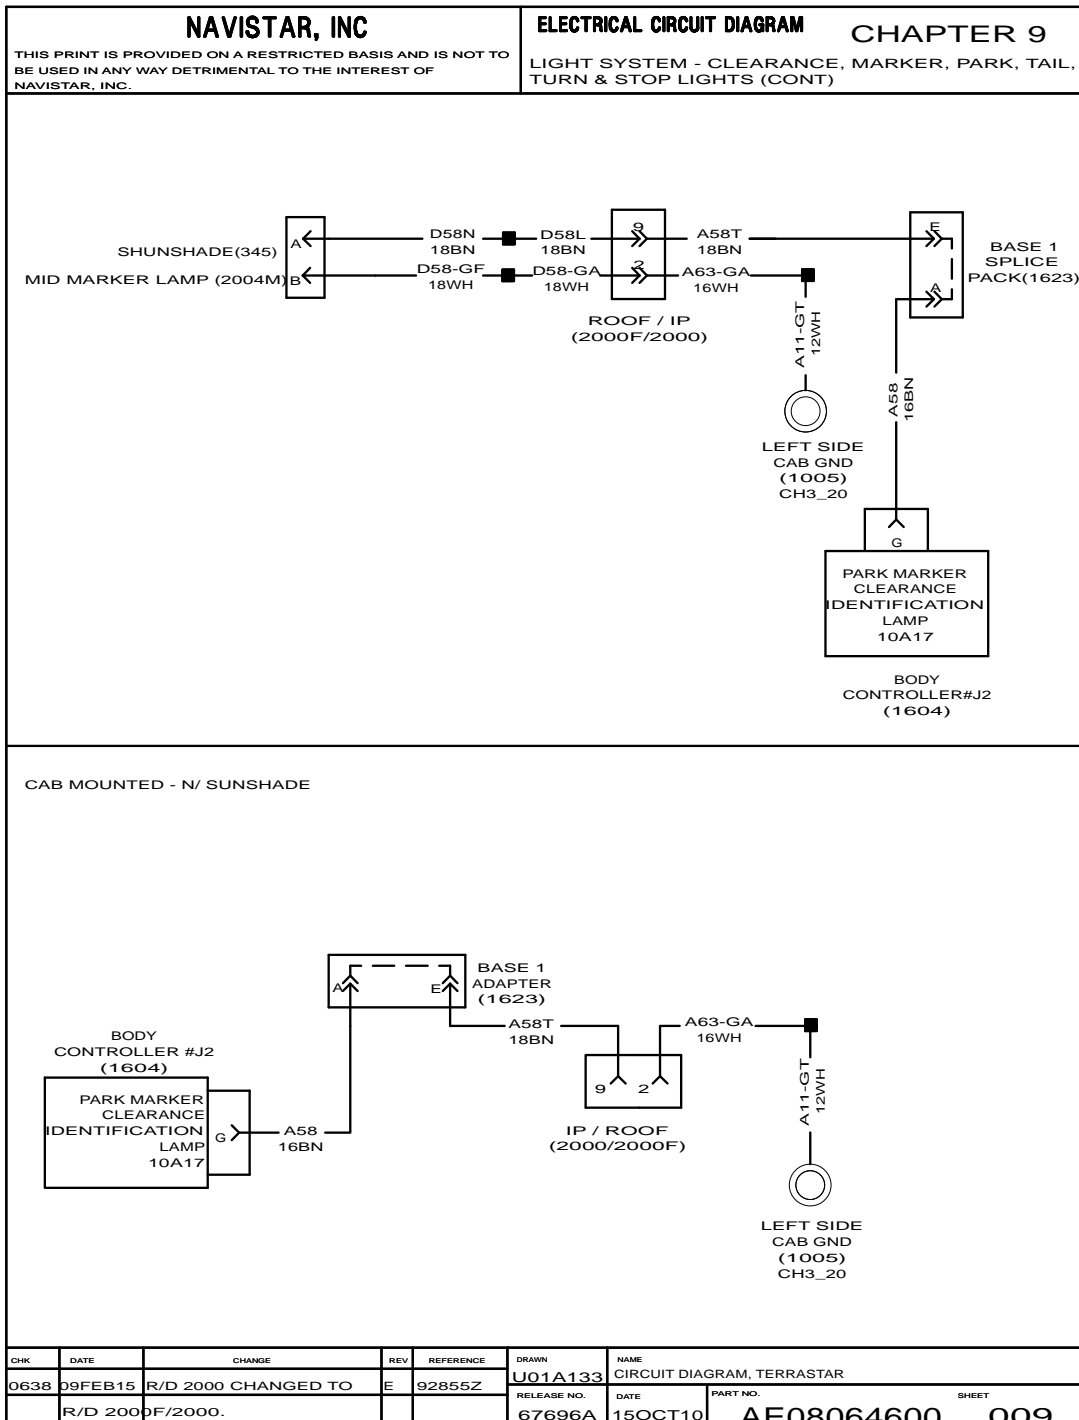 NAVISTAR, INC
THIS PRINT IS PROVIDED ON A RESTRICTED BASIS AND IS NOT TO
BE USED IN ANY WAY DETRIMENTAL TO THE INTEREST OF
NAVISTAR, INC.
ELECTRICAL CIRCUIT DIAGRAM
CHAPTER 9
LIGHT SYSTEM - CLEARANCE, MARKER, PARK, TAIL,
TURN & STOP LIGHTS (CONT)
SHUNSHADE(345)
MID MARKER LAMP (2004M)
A
B
D58N
18BN
D58L
18BN
9
A58T
18BN
D58-GF
18WH
D58-GA
18WH
2
A63-GA
16WH
ROOF / IP
(2000F/2000)
E
A
BASE 1
SPLICE
PACK(1623)
A11-GT
12WH
LEFT SIDE
CAB GND
(1005)
CH3_20
A58
16BN
G
PARK MARKER
CLEARANCE
IDENTIFICATION
LAMP
10A17
BODY
CONTROLLER#J2
(1604)
CAB MOUNTED - N/ SUNSHADE
A
E
BASE 1
ADAPTER
(1623)
A58T
18BN
A63-GA
16WH
BODY
CONTROLLER #J2
(1604)
PARK MARKER
CLEARANCE
IDENTIFICATION
LAMP
10A17
G
A58
16BN
9
2
IP / ROOF
(2000/2000F)
A11-GT
12WH
LEFT SIDE
CAB GND
(1005)
CH3_20
CHK DATE CHANGE REV REFERENCE
0638 09FEB15 R/D 2000 CHANGED TO E 92855Z
R/D 2000F/2000.
DRAWN
U01A133
NAME
CIRCUIT DIAGRAM, TERRASTAR
RELEASE NO.
67696A
DATE
15OCT10
PART NO.
AE08064600
SHEET
009